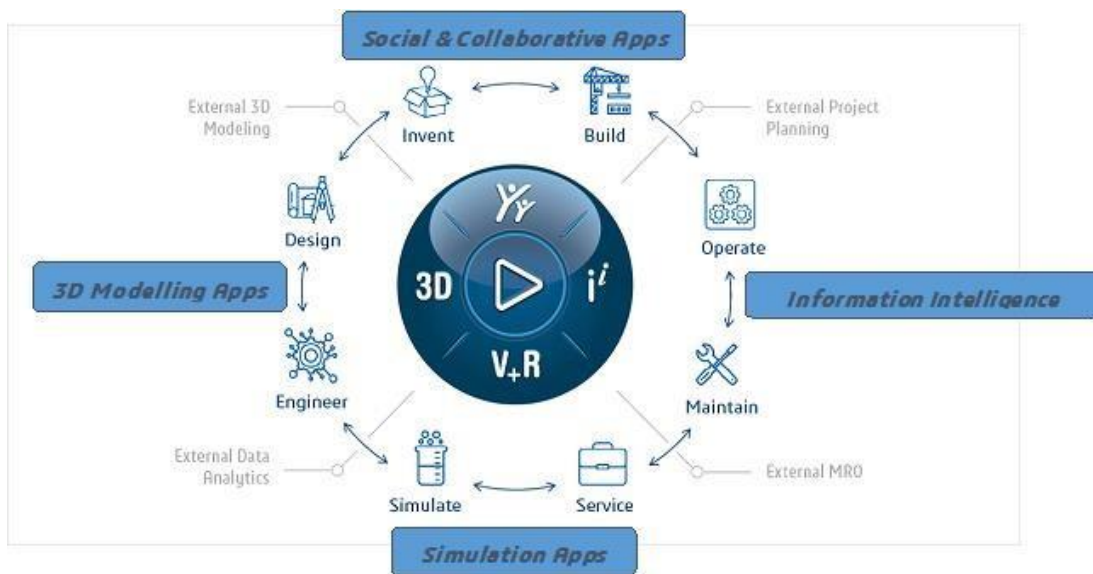 Social & Collaborative Apps
External 3D
Modeling
Invent
Build
External Project
Planning
Design
Operate
3D
i i
V+R
3D Modelling Apps
Information Intelligence
Engineer
Maintain
External Data
Analytics
Simulate
Service
External MRO
Simulation Apps